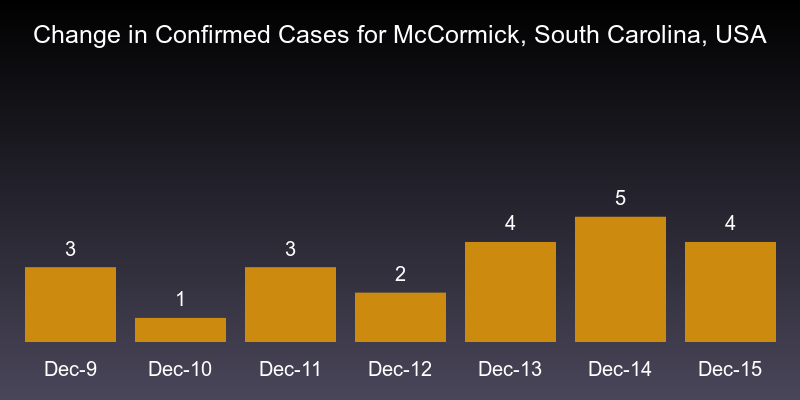 Change in Confirmed Cases for McCormick, South Carolina, USA
3
1
3
2
4
5
4
Dec-9
Dec-10
Dec-11
Dec-12
Dec-13
Dec-14
Dec-15